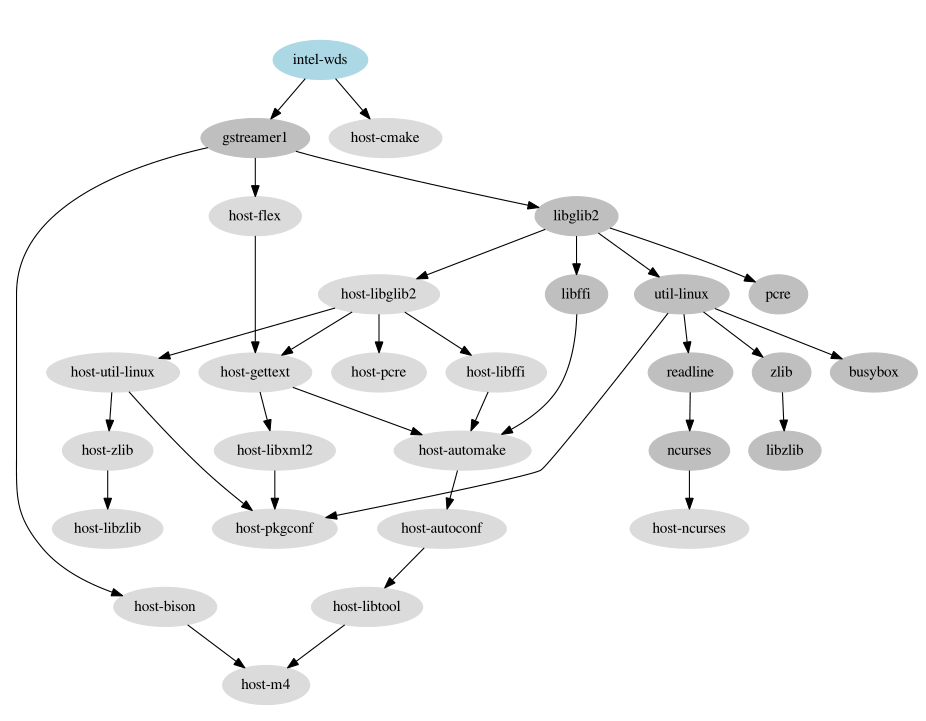 intel-wds
gstreamer1
host-cmake
host-flex
libglib2
host-libglib2
libffi
util-linux
pcre
host-util-linux
host-gettext
host-pcre
host-libffi
readline
zlib
busybox
host-zlib
host-libxml2
host-automake
ncurses
libzlib
host-libzlib
host-pkgconf
host-autoconf
host-ncurses
host-bison
host-libtool
host-m4